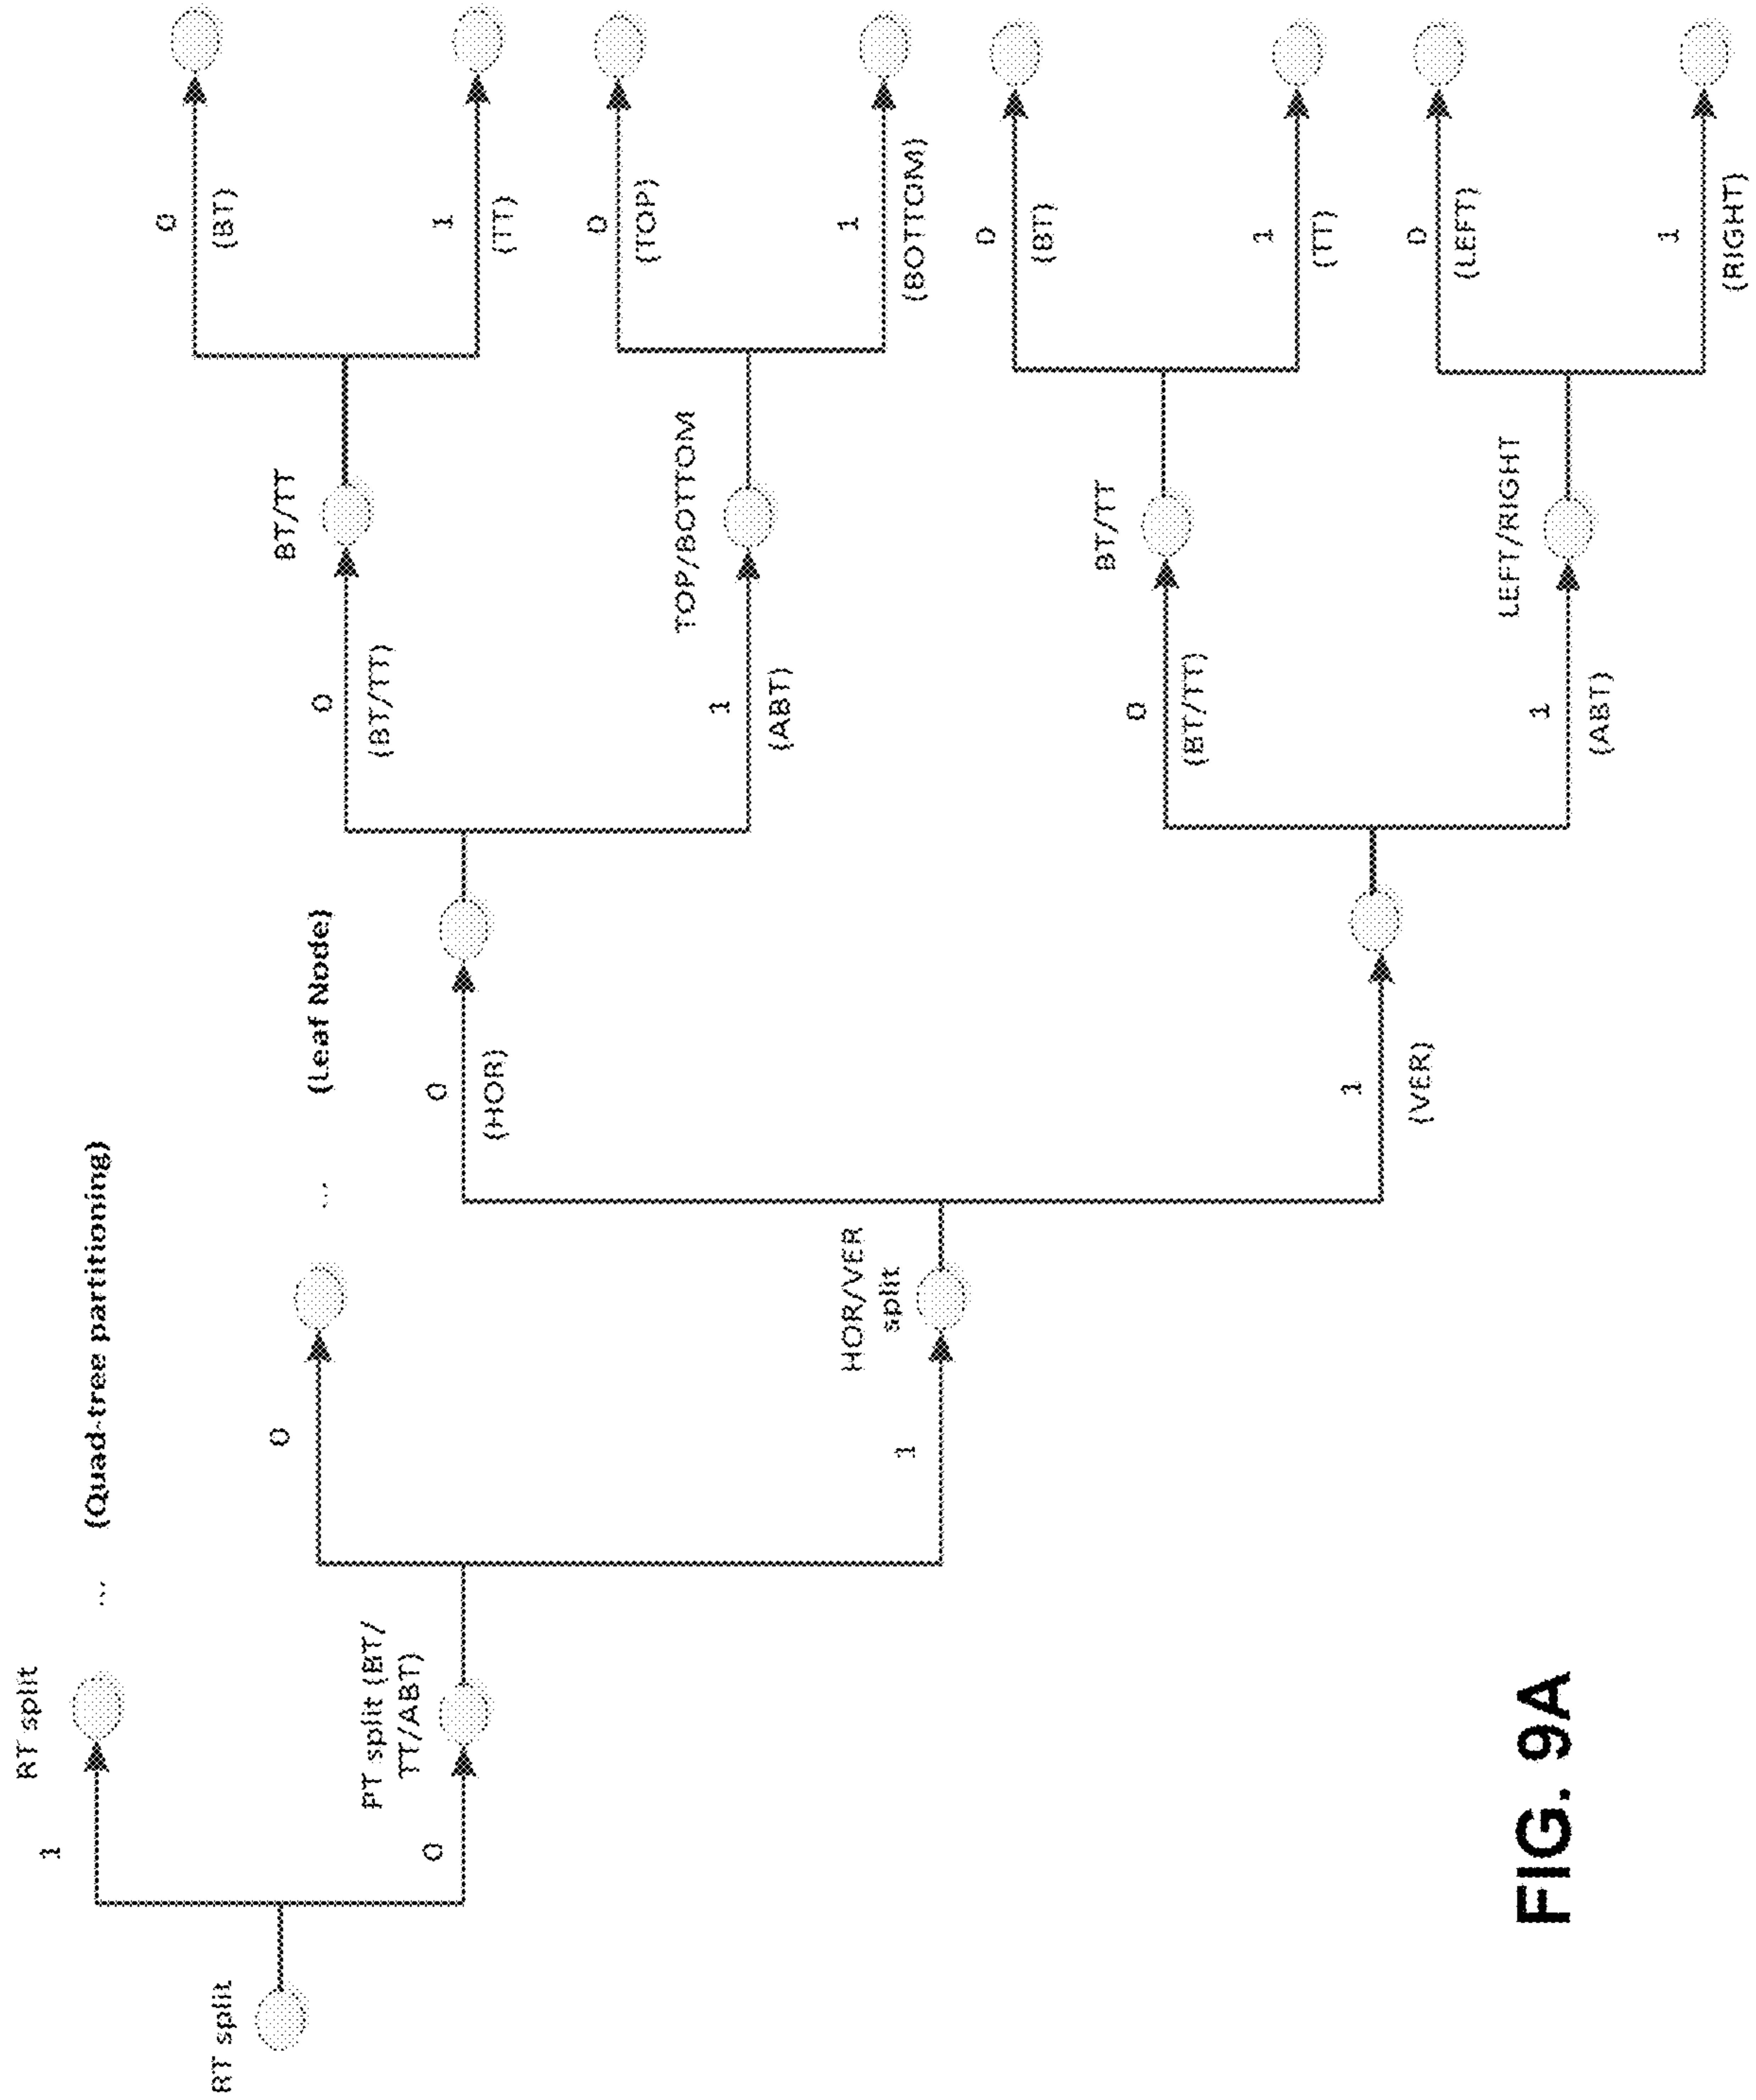 RT split
1
RT split
... (Quad-tree partitioning)
0
PT split (BT/
TT/ABT)
0
... (Leaf Node)
1
HOR/VER
split
0
(HOR)
0
(BT/TT)
BT/TT
0
(BT)
1
(TT)
1
(ABT)
TOP/BOTTOM
0
(TOP)
1
(BOTTOM)
1
(VER)
0
(BT/TT)
BT/TT
0
(BT)
1
(TT)
1
(ABT)
LEFT/RIGHT
0
(LEFT)
1
(RIGHT)
FIG. 9A